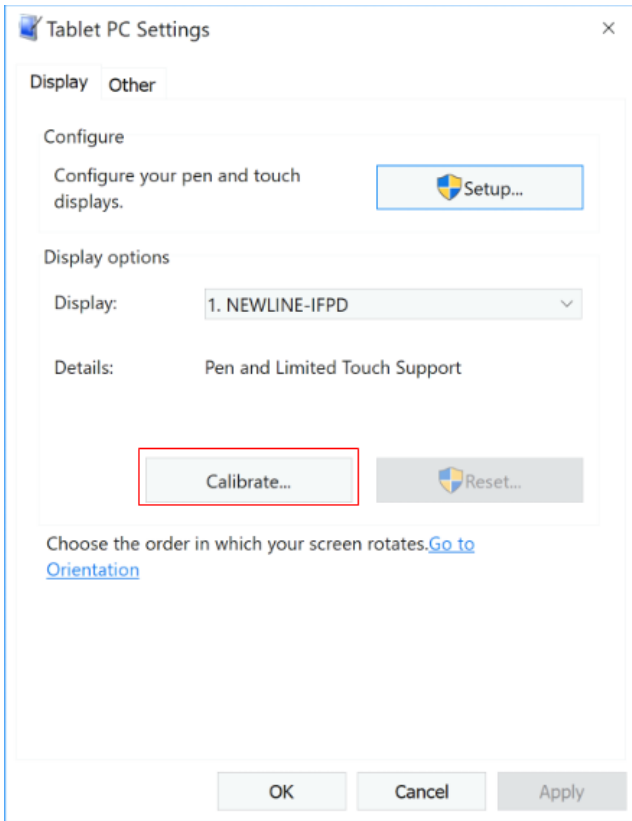 Tablet PC Settings
Display
Other
Configure
Configure your pen and touch
displays.
Setup...
Display options
Display:
1. NEWLINE-IFPD
Details:
Pen and Limited Touch Support
Calibrate...
Reset...
Choose the order in which your screen rotates.Go to
Orientation
OK
Cancel
Apply